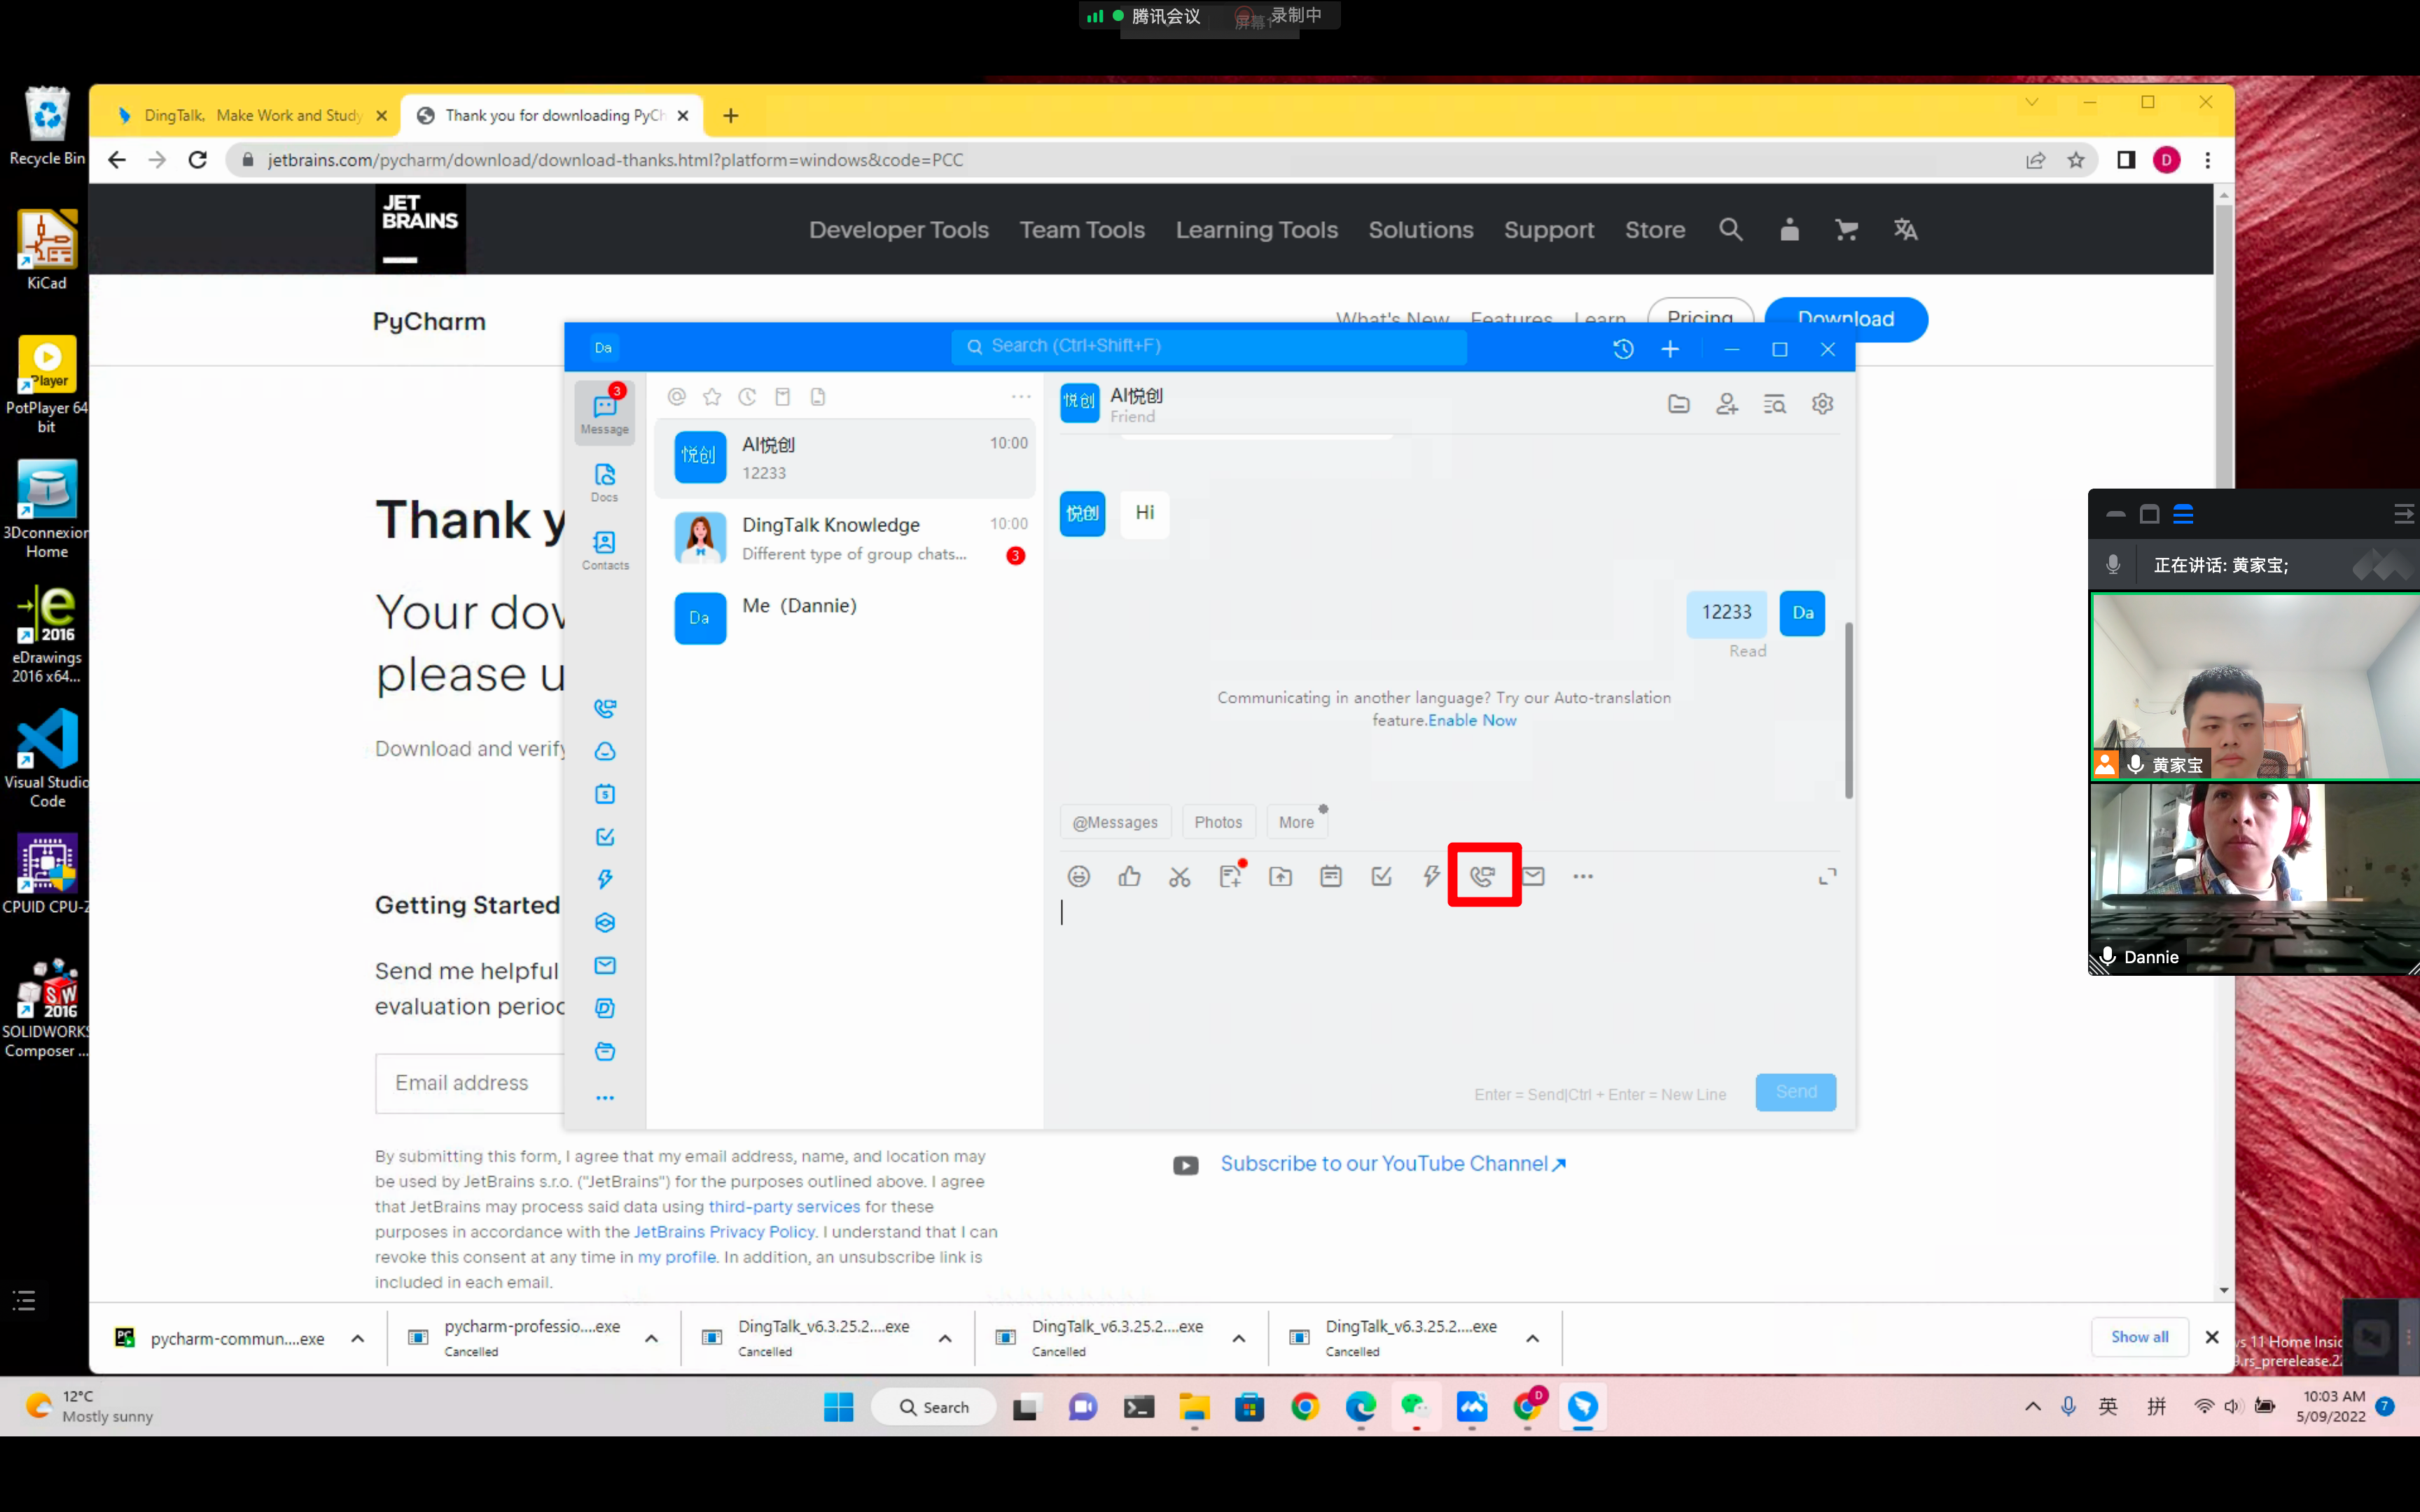 腾讯会议
录制中
DingTalk, Make Work and Study
Thank you for downloading PyCh
jetbrains.com/pycharm/download/download-thanks.html?platform=windows&code=PCC
D
Recycle Bin
KiCad
Player
PotPlayer 64
bit
3Dconnexion
Home
2016
eDrawings
2016 x64...
Visual Studio
Code
CPUID CPU-Z
SW
2016
SOLIDWORKS
Composer ...
JET
BRAINS
Developer Tools
Team Tools
Learning Tools
Solutions
Support
Store
PyCharm
What's New
Features
Learn
Pricing
Download
Thank y
Your dow
please u
Download and verify
Getting Started
Send me helpful
evaluation perio
Email address
By submitting this form, I agree that my email address, name, and location may
be used by JetBrains s.r.o. ("JetBrains") for the purposes outlined above. I agree
that JetBrains may process said data using third-party services for these
purposes in accordance with the JetBrains Privacy Policy. I understand that I can
revoke this consent at any time in my profile. In addition, an unsubscribe link is
included in each email.
Subscribe to our YouTube Channel
Da
Search (Ctrl+Shift+F)
3
Message
Docs
Contacts
悦创
AI悦创
10:00
12233
DingTalk Knowledge
10:00
Different type of group chats...
3
Da
Me (Dannie)
悦创
AI悦创
Friend
悦创
Hi
12233
Da
Read
Communicating in another language? Try our Auto-translation
feature.Enable Now
@Messages
Photos
More
Enter = Send|Ctrl + Enter = New Line
Send
正在讲话: 黄家宝;
黄家宝
Dannie
pycharm-commun....exe
pycharm-professio....exe
Cancelled
DingTalk_v6.3.25.2....exe
Cancelled
DingTalk_v6.3.25.2....exe
Cancelled
DingTalk_v6.3.25.2....exe
Cancelled
Show all
s 11 Home Insid
.rs_prerelease.2
12°C
Mostly sunny
Search
D
英
拼
10:03 AM
5/09/2022
7